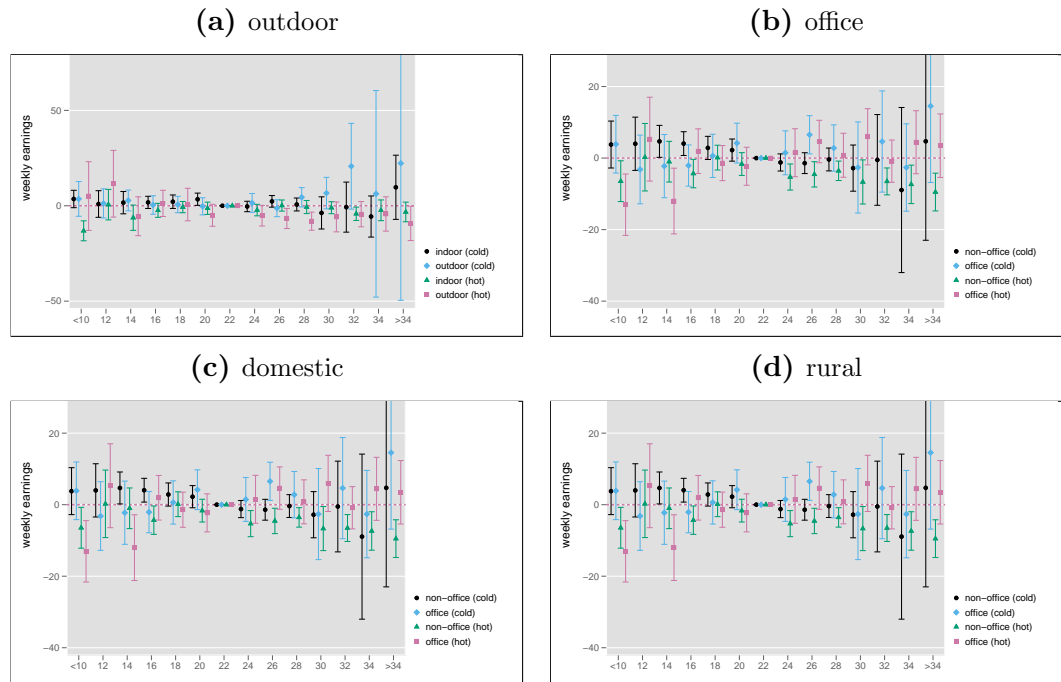 (a) outdoor
weekly earnings
50
0
−50
<10 12 14 16 18 20 22 24 26 28 30 32 34 >34
indoor (cold)
outdoor (cold)
indoor (hot)
outdoor (hot)
(b) office
weekly earnings
20
0
−20
−40
<10 12 14 16 18 20 22 24 26 28 30 32 34 >34
non−office (cold)
office (cold)
non−office (hot)
office (hot)
(c) domestic
weekly earnings
20
0
−20
−40
<10 12 14 16 18 20 22 24 26 28 30 32 34 >34
non−office (cold)
office (cold)
non−office (hot)
office (hot)
(d) rural
weekly earnings
20
0
−20
−40
<10 12 14 16 18 20 22 24 26 28 30 32 34 >34
non−office (cold)
office (cold)
non−office (hot)
office (hot)